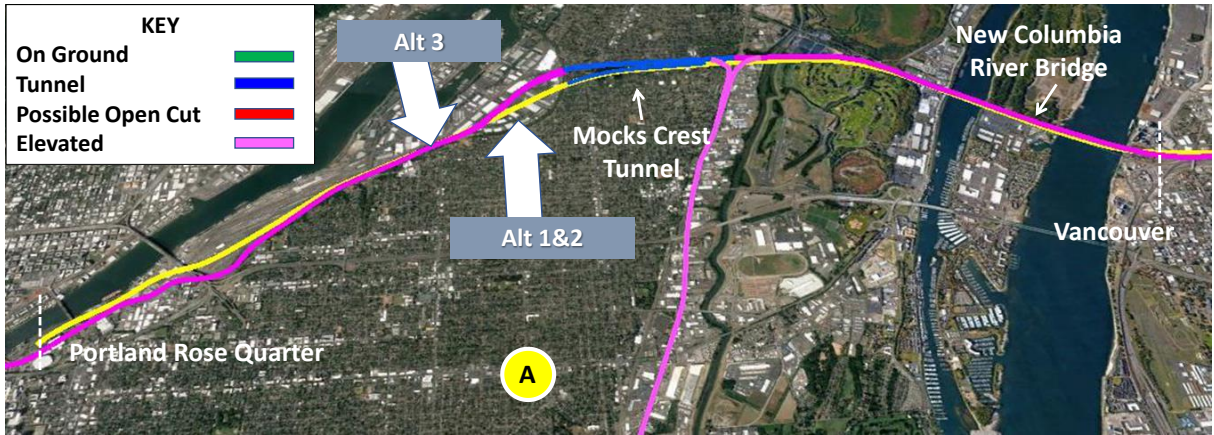 KEY
On Ground
Tunnel
Possible Open Cut
Elevated
Alt 3
New Columbia
River Bridge
Mocks Crest
Tunnel
Alt 1&2
Vancouver
Portland Rose Quarter
A